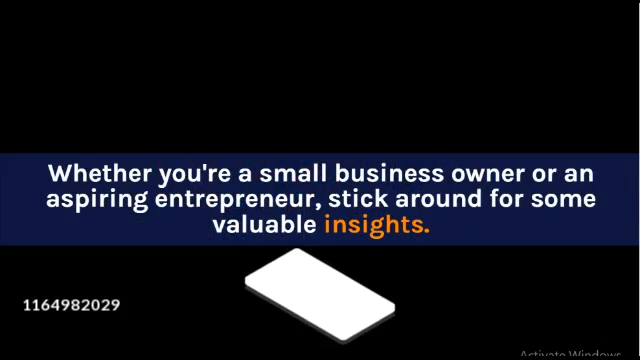 Whether you're a small business owner or an
aspiring entrepreneur, stick around for some
valuable insights.
1164982029
Activate Windows